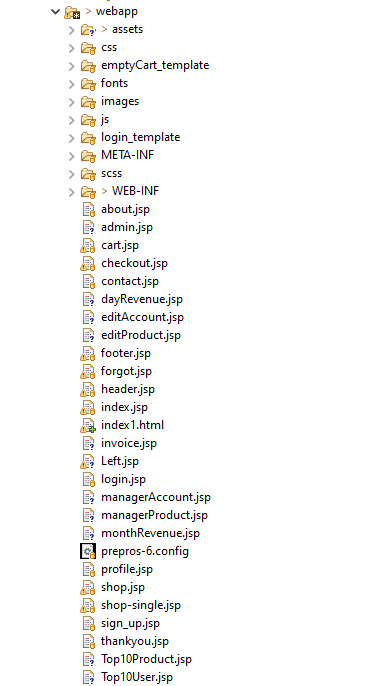 > webapp
> assets
css
emptyCart_template
fonts
images
js
login_template
META-INF
scss
> WEB-INF
about.jsp
admin.jsp
cart.jsp
checkout.jsp
contact.jsp
dayRevenue.jsp
editAccount.jsp
editProduct.jsp
footer.jsp
forgot.jsp
header.jsp
index.jsp
index1.html
invoice.jsp
Left.jsp
login.jsp
managerAccount.jsp
managerProduct.jsp
monthRevenue.jsp
prepros-6.config
profile.jsp
shop.jsp
shop-single.jsp
sign_up.jsp
thankyou.jsp
Top10Product.jsp
Top10User.jsp